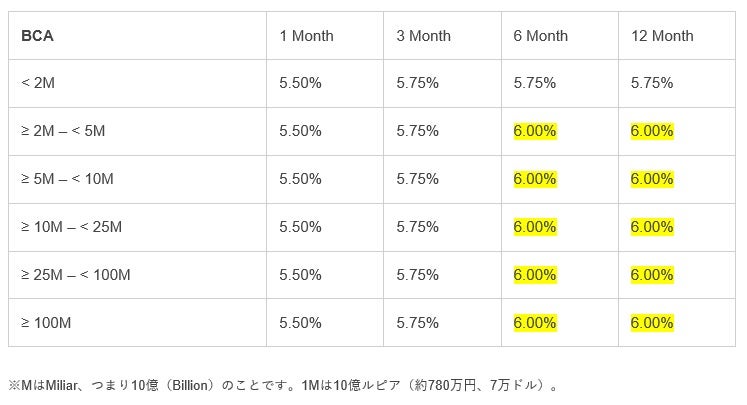 BCA 1 Month 3 Month 6 Month 12 Month
< 2M 5.50% 5.75% 5.75% 5.75%
≥ 2M – < 5M 5.50% 5.75% 6.00% 6.00%
≥ 5M – < 10M 5.50% 5.75% 6.00% 6.00%
≥ 10M – < 25M 5.50% 5.75% 6.00% 6.00%
≥ 25M – < 100M 5.50% 5.75% 6.00% 6.00%
≥ 100M 5.50% 5.75% 6.00% 6.00%
※MはMiliar、つまり10億（Billion）のことです。1Mは10億ルピア（約780万円、7万ドル）。